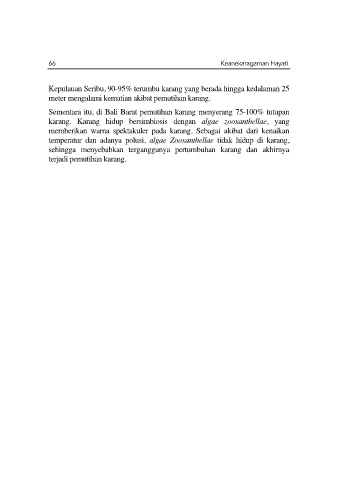 66 Keanekaragaman Hayati
Kepulauan Seribu, 90-95% terumbu karang yang berada hingga kedalaman 25
meter mengalami kematian akibat pemutihan karang.
Sementara itu, di Bali Barat pemutihan karang menyerang 75-100% tutupan
karang. Karang hidup bersimbiosis dengan algae zooxanthellae, yang
memberikan warna spektakuler pada karang. Sebagai akibat dari kenaikan
temperatur dan adanya polusi, algae Zooxanthellae tidak hidup di karang,
sehingga menyebabkan terganggunya pertumbuhan karang dan akhirnya
terjadi pemutihan karang.